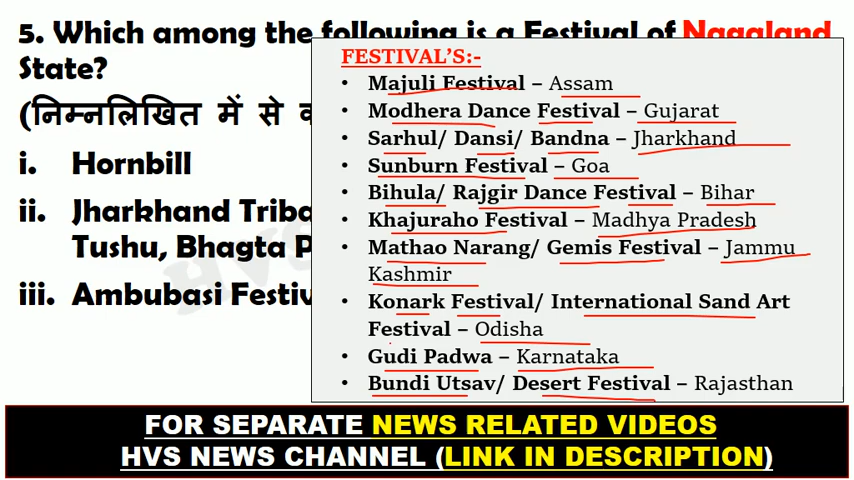 5. Which among the following is a Festival of Nagaland
State?
(निम्नलिखित में से
i. Hornbill
ii. Jharkhand
Tushu, Bhagta
iii. Ambubasi
FESTIVAL'S:-
• Majuli Festival – Assam
• Modhera Dance Festival – Gujarat
• Sarhul/ Dansi/ Bandna – Jharkhand
• Sunburn Festival – Goa
• Bihula/ Rajgir Dance Festival – Bihar
• Khajuraho Festival – Madhya Pradesh
• Mathao Narang/ Gemis Festival – Jammu
Kashmir
• Konark Festival/ International Sand Art
Festival – Odisha
• Gudi Padwa – Karnataka
• Bundi Utsav/ Desert Festival – Rajasthan
HVS
FOR SEPARATE NEWS RELATED VIDEOS
HVS NEWS CHANNEL (LINK IN DESCRIPTION)